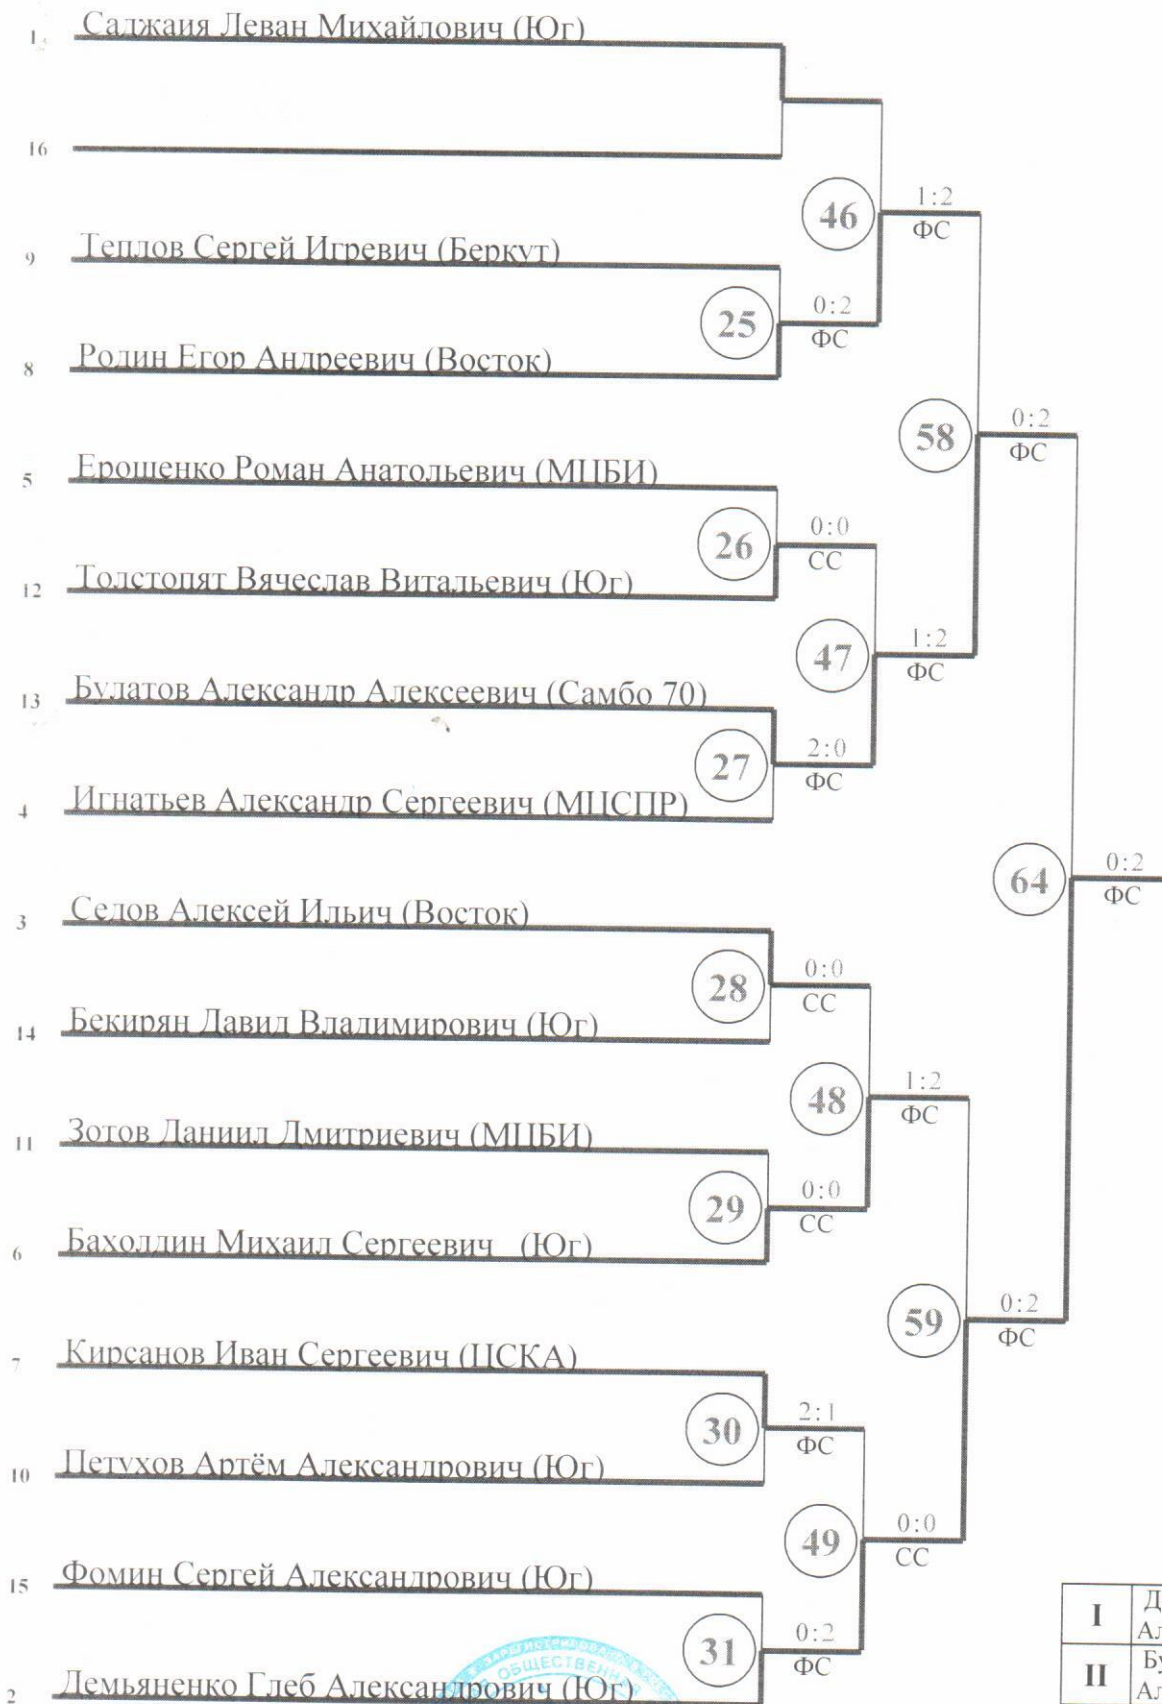 1 Саджаия Леван Михайлович (Юг)
16
46 1:2
ФС
9 Теплов Сергей Игревич (Беркут)
25 0:2
ФС
8 Родин Егор Андреевич (Восток)
58 0:2
ФС
5 Ерошенко Роман Анатольевич (МЦБИ)
26 0:0
СС
12 Толстопят Вячеслав Витальевич (Юг)
47 1:2
ФС
13 Булатов Александр Алексеевич (Самбо 70)
27 2:0
ФС
4 Игнатьев Александр Сергеевич (МЦСПР)
64 0:2
ФС
3 Седов Алексей Ильич (Восток)
28 0:0
СС
14 Бекирян Давид Владимирович (Юг)
48 1:2
ФС
11 Зотов Даниил Дмитриевич (МЦБИ)
29 0:0
СС
6 Бахолдин Михаил Сергеевич (Юг)
59 0:2
ФС
7 Кирсанов Иван Сергеевич (ЦСКА)
30 2:1
ФС
10 Петухов Артём Александрович (Юг)
49 0:0
СС
15 Фомин Сергей Александрович (Юг)
31 0:2
ФС
2 Демьяненко Глеб Александрович (Юг)
ОБЩЕСТВЕННАЯ
I Д
Ал
II Бу
Ал